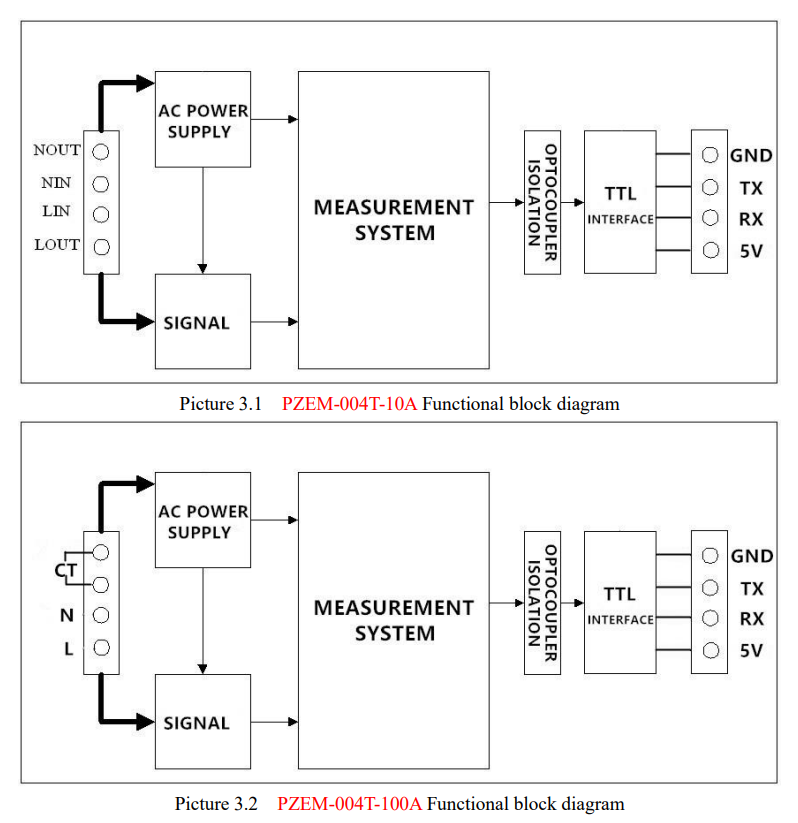 AC POWER
SUPPLY
NOUT
NIN
LIN
LOUT
SIGNAL
MEASUREMENT
SYSTEM
OPTOCOUPLER
ISOLATION
TTL
INTERFACE
GND
TX
RX
5V
Picture 3.1 PZEM-004T-10A Functional block diagram
AC POWER
SUPPLY
CT
N
L
SIGNAL
MEASUREMENT
SYSTEM
OPTOCOUPLER
ISOLATION
TTL
INTERFACE
GND
TX
RX
5V
Picture 3.2 PZEM-004T-100A Functional block diagram